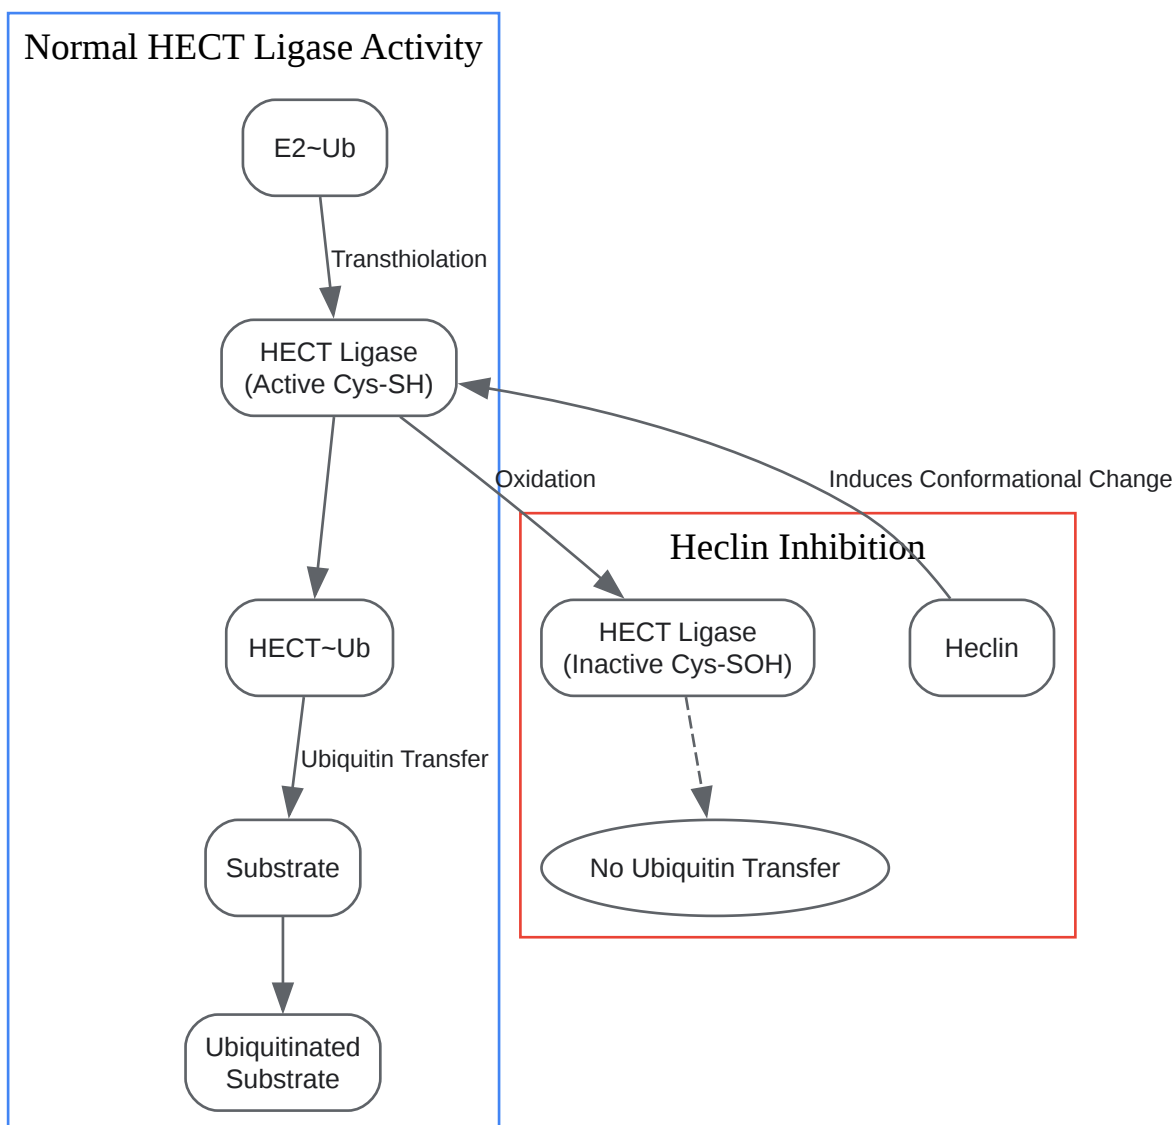 Normal HECT Ligase Activity
E2~Ub
Transthiolation
HECT Ligase
(Active Cys-SH)
Oxidation
Induces Conformational Change
Heclin Inhibition
HECT~Ub
HECT Ligase
(Inactive Cys-SOH)
Heclin
Ubiquitin Transfer
Substrate
No Ubiquitin Transfer
Ubiquitinated
Substrate